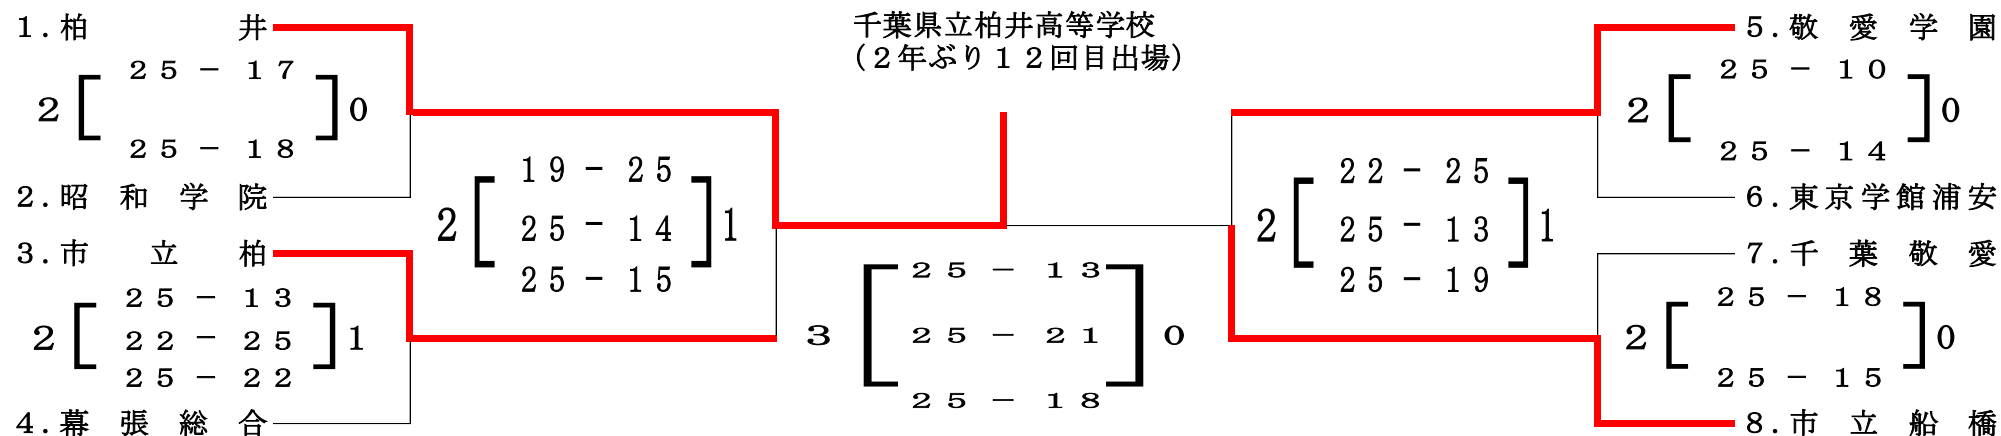 千葉県立柏井高等学校
(２年ぶり１２回目出場)
１．柏井
２５－１７
２ ０
２５－１８
２．昭和学院
３．市立柏
２５－１３
２ ２２－２５ １
２５－２２
４．幕張総合
１９－２５
２ ２５－１４ １
２５－１５
２５－１３
３ ２５－２１ ０
２５－１８
２２－２５
２ ２５－１３ １
２５－１９
５．敬愛学園
２５－１０
２ ０
２５－１４
６．東京学館浦安
７．千葉敬愛
２５－１８
２ ０
２５－１５
８．市立船橋